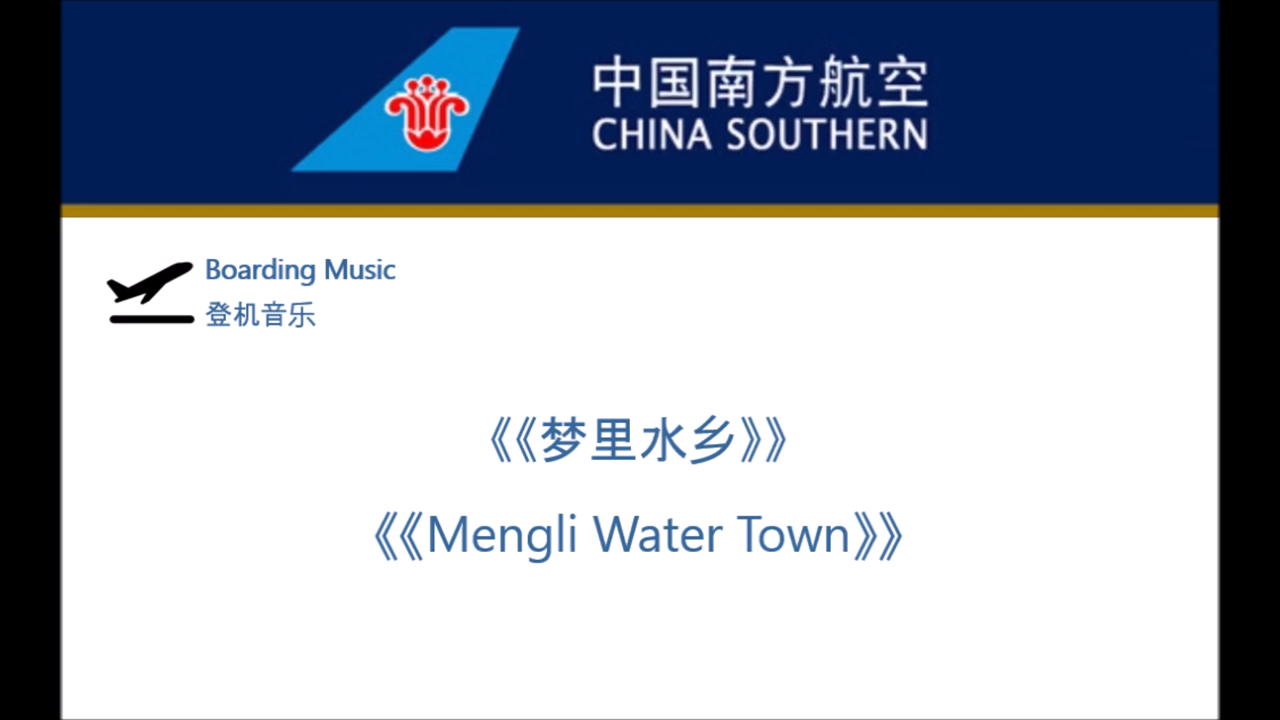 中国南方航空
CHINA SOUTHERN
Boarding Music
登机音乐
《《梦里水乡》》
《《Mengli Water Town》》